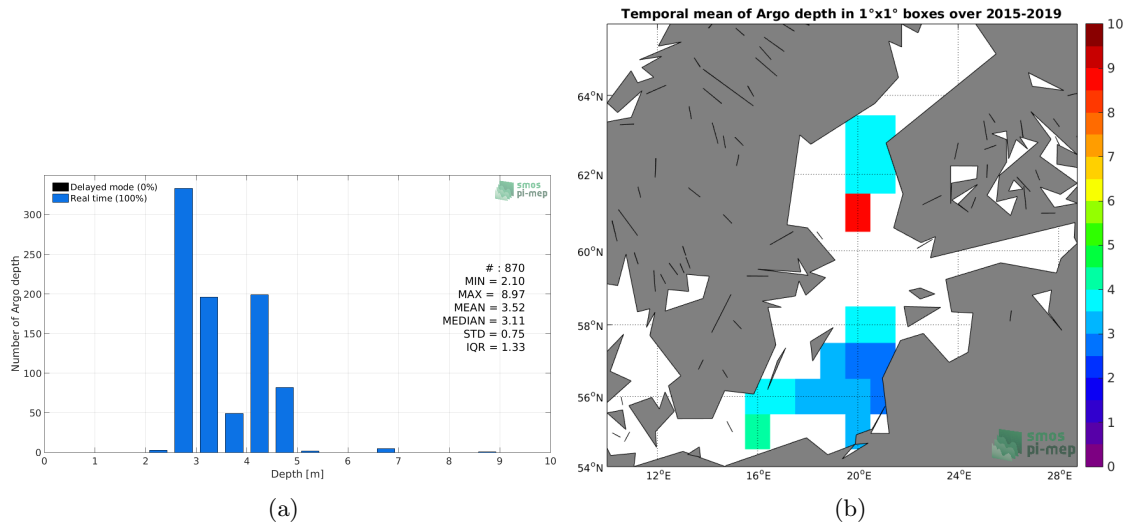 Delayed mode (0%)
Real time (100%)
smos
pi-mep
# : 870
MIN = 2.10
MAX = 8.97
MEAN = 3.52
MEDIAN = 3.11
STD = 0.75
IQR = 1.33
Number of Argo depth
300
250
200
150
100
50
0
0 1 2 3 4 5 6 7 8 9 10
Depth [m]
(a)
Temporal mean of Argo depth in 1°x1° boxes over 2015-2019
64°N
62°N
60°N
58°N
56°N
54°N
12°E 16°E 20°E 24°E 28°E
smos
pi-mep
10
9
8
7
6
5
4
3
2
1
0
(b)